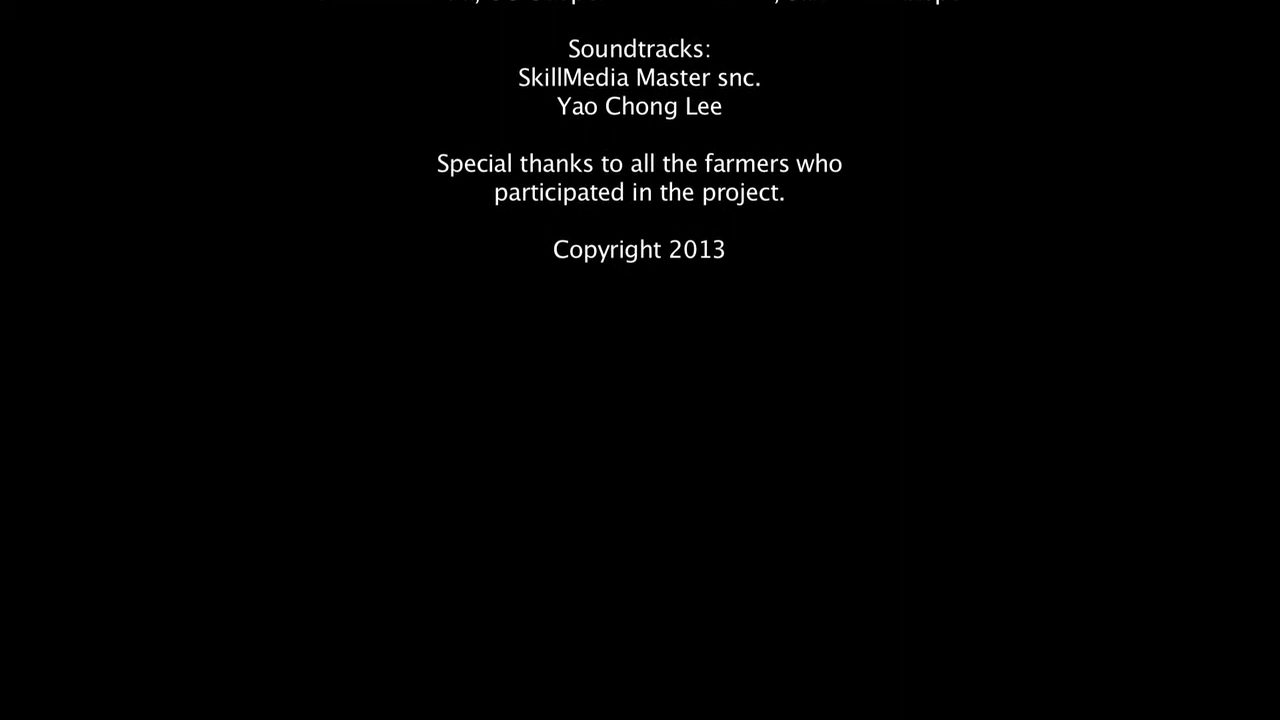 Soundtracks:
SkillMedia Master snc.
Yao Chong Lee
Special thanks to all the farmers who
participated in the project.
Copyright 2013